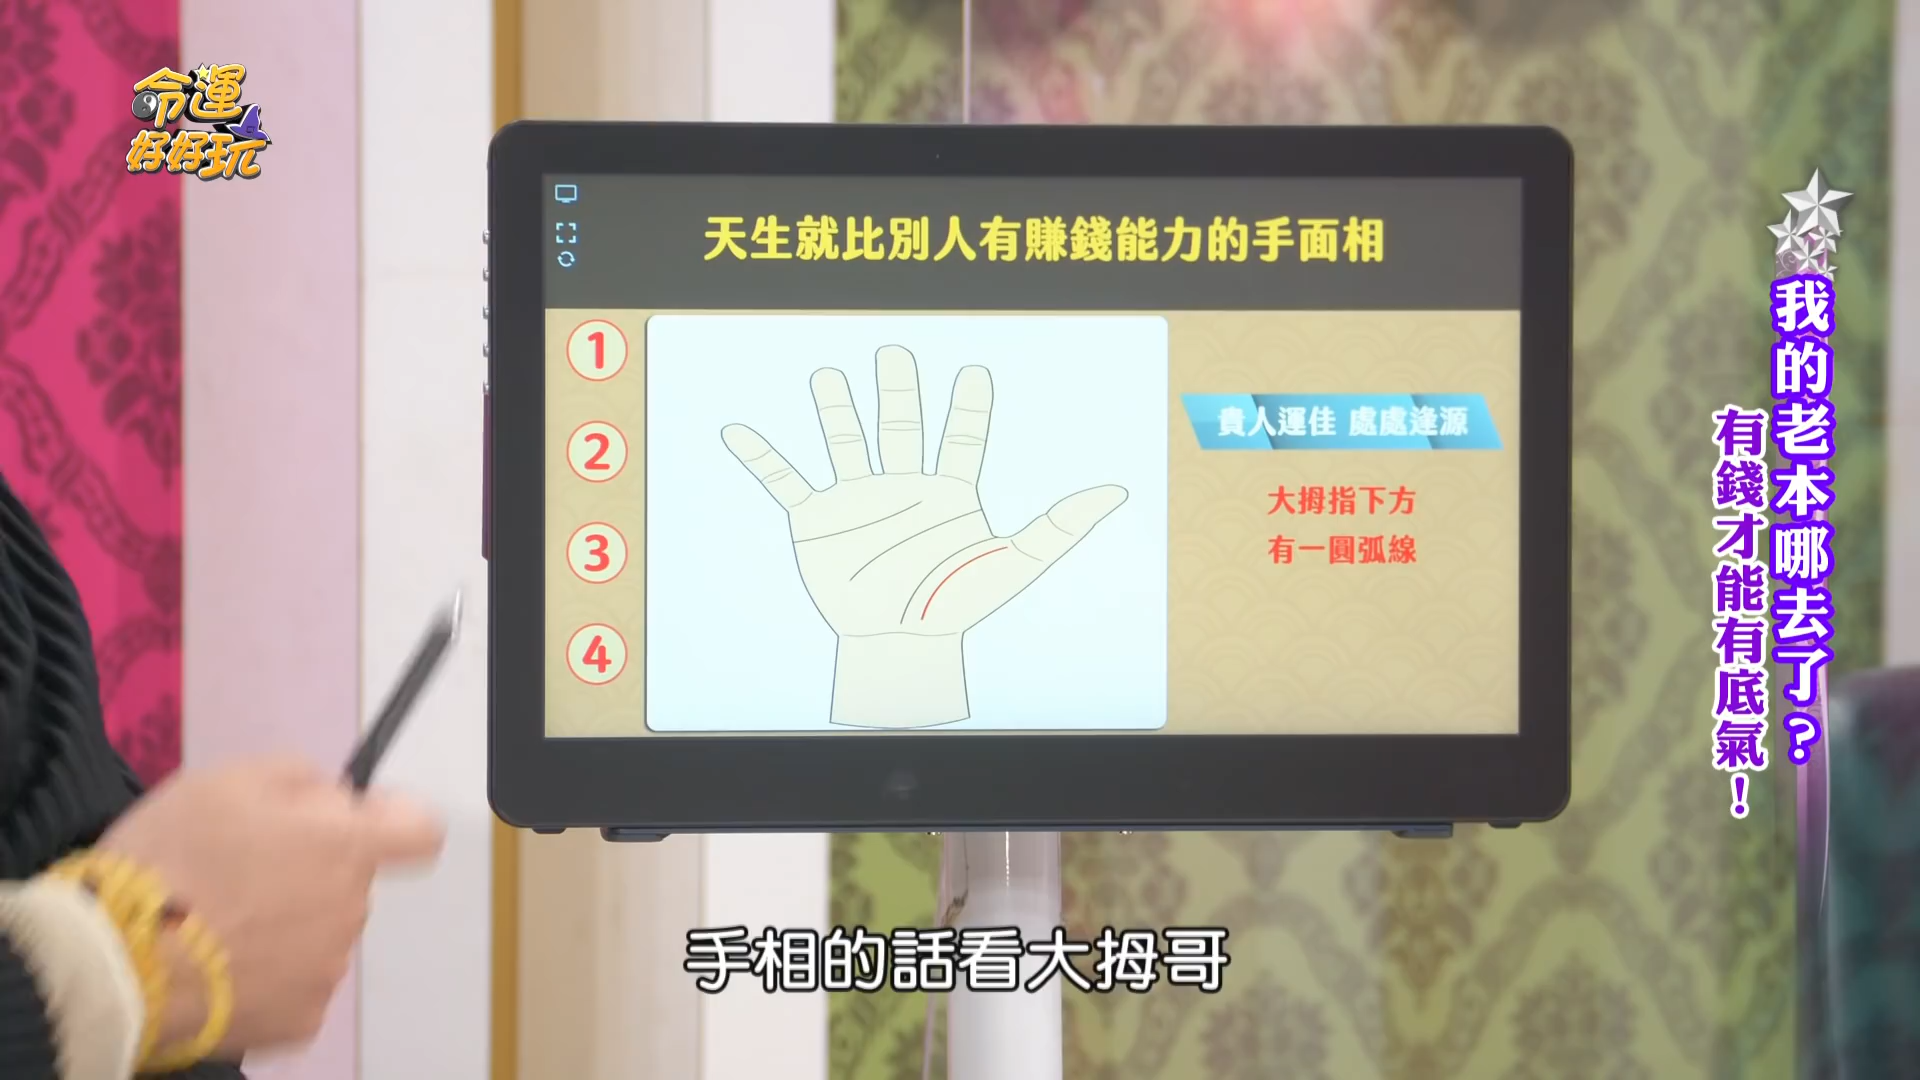 命運
好好玩
天生就比別人有賺錢能力的手面相
1
2
3
4
貴人運佳 處處逢源
大拇指下方
有一圓弧線
我的老本哪去了？
有錢才能有底氣！
手相的話看大拇哥